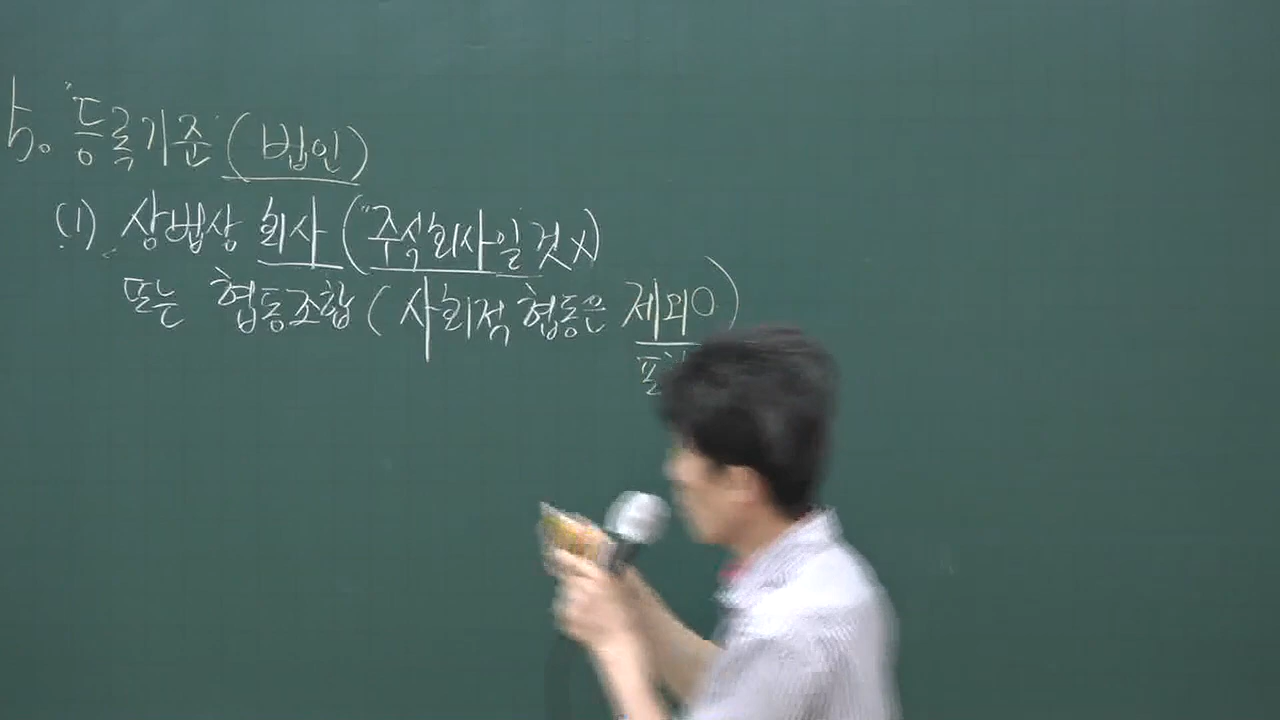 5. "등록기준" (법인)
(1) 상법상 회사 ("주식회사일 것 X)
또는 협동조합 (사회적 협동은 제외 O)